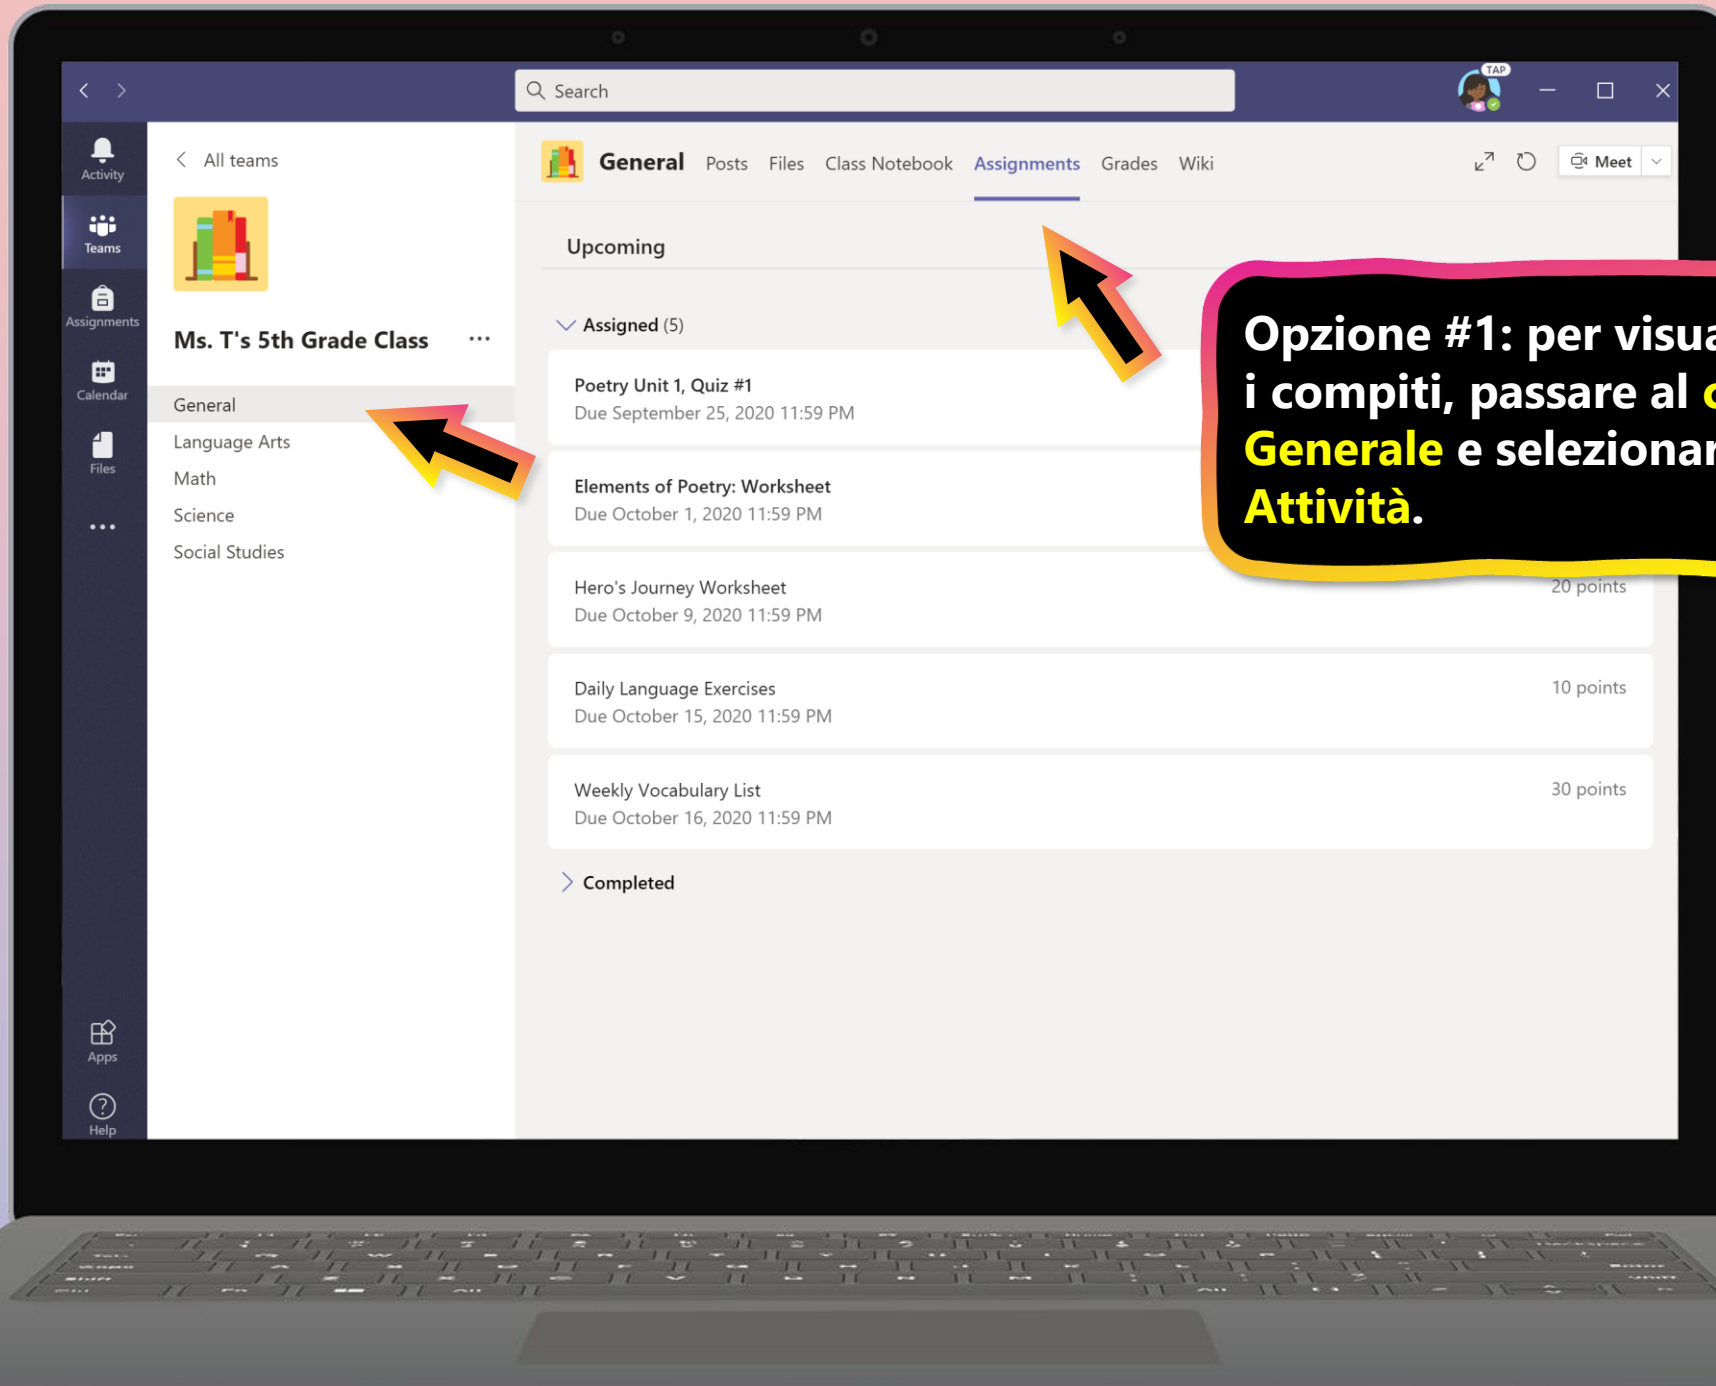 Search
TAP
Activity
Teams
Assignments
Calendar
Files
Apps
Help
All teams
Ms. T's 5th Grade Class
General
Language Arts
Math
Science
Social Studies
General Posts Files Class Notebook Assignments Grades Wiki
Meet
Upcoming
Assigned (5)
Poetry Unit 1, Quiz #1
Due September 25, 2020 11:59 PM
Elements of Poetry: Worksheet
Due October 1, 2020 11:59 PM
Hero's Journey Worksheet
20 points
Due October 9, 2020 11:59 PM
Daily Language Exercises
10 points
Due October 15, 2020 11:59 PM
Weekly Vocabulary List
30 points
Due October 16, 2020 11:59 PM
Completed
Opzione #1: per
i compiti, passare al
Generale e
Attività.